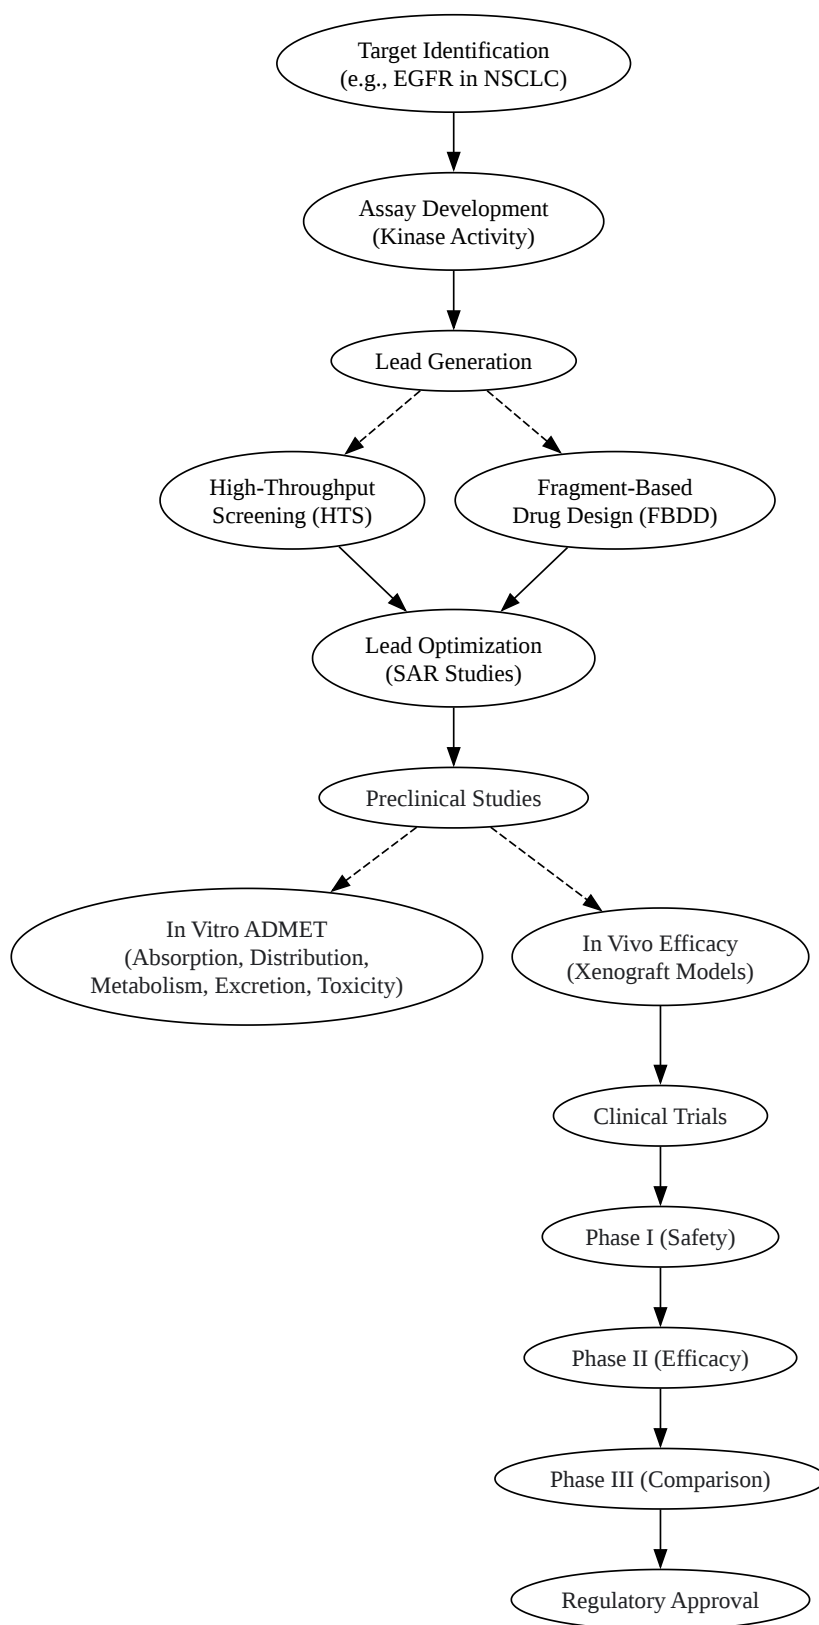 Target Identification
(e.g., EGFR in NSCLC)
Assay Development
(Kinase Activity)
Lead Generation
High-Throughput
Screening (HTS)
Fragment-Based
Drug Design (FBDD)
Lead Optimization
(SAR Studies)
Preclinical Studies
In Vitro ADMET
(Absorption, Distribution,
Metabolism, Excretion, Toxicity)
In Vivo Efficacy
(Xenograft Models)
Clinical Trials
Phase I (Safety)
Phase II (Efficacy)
Phase III (Comparison)
Regulatory Approval